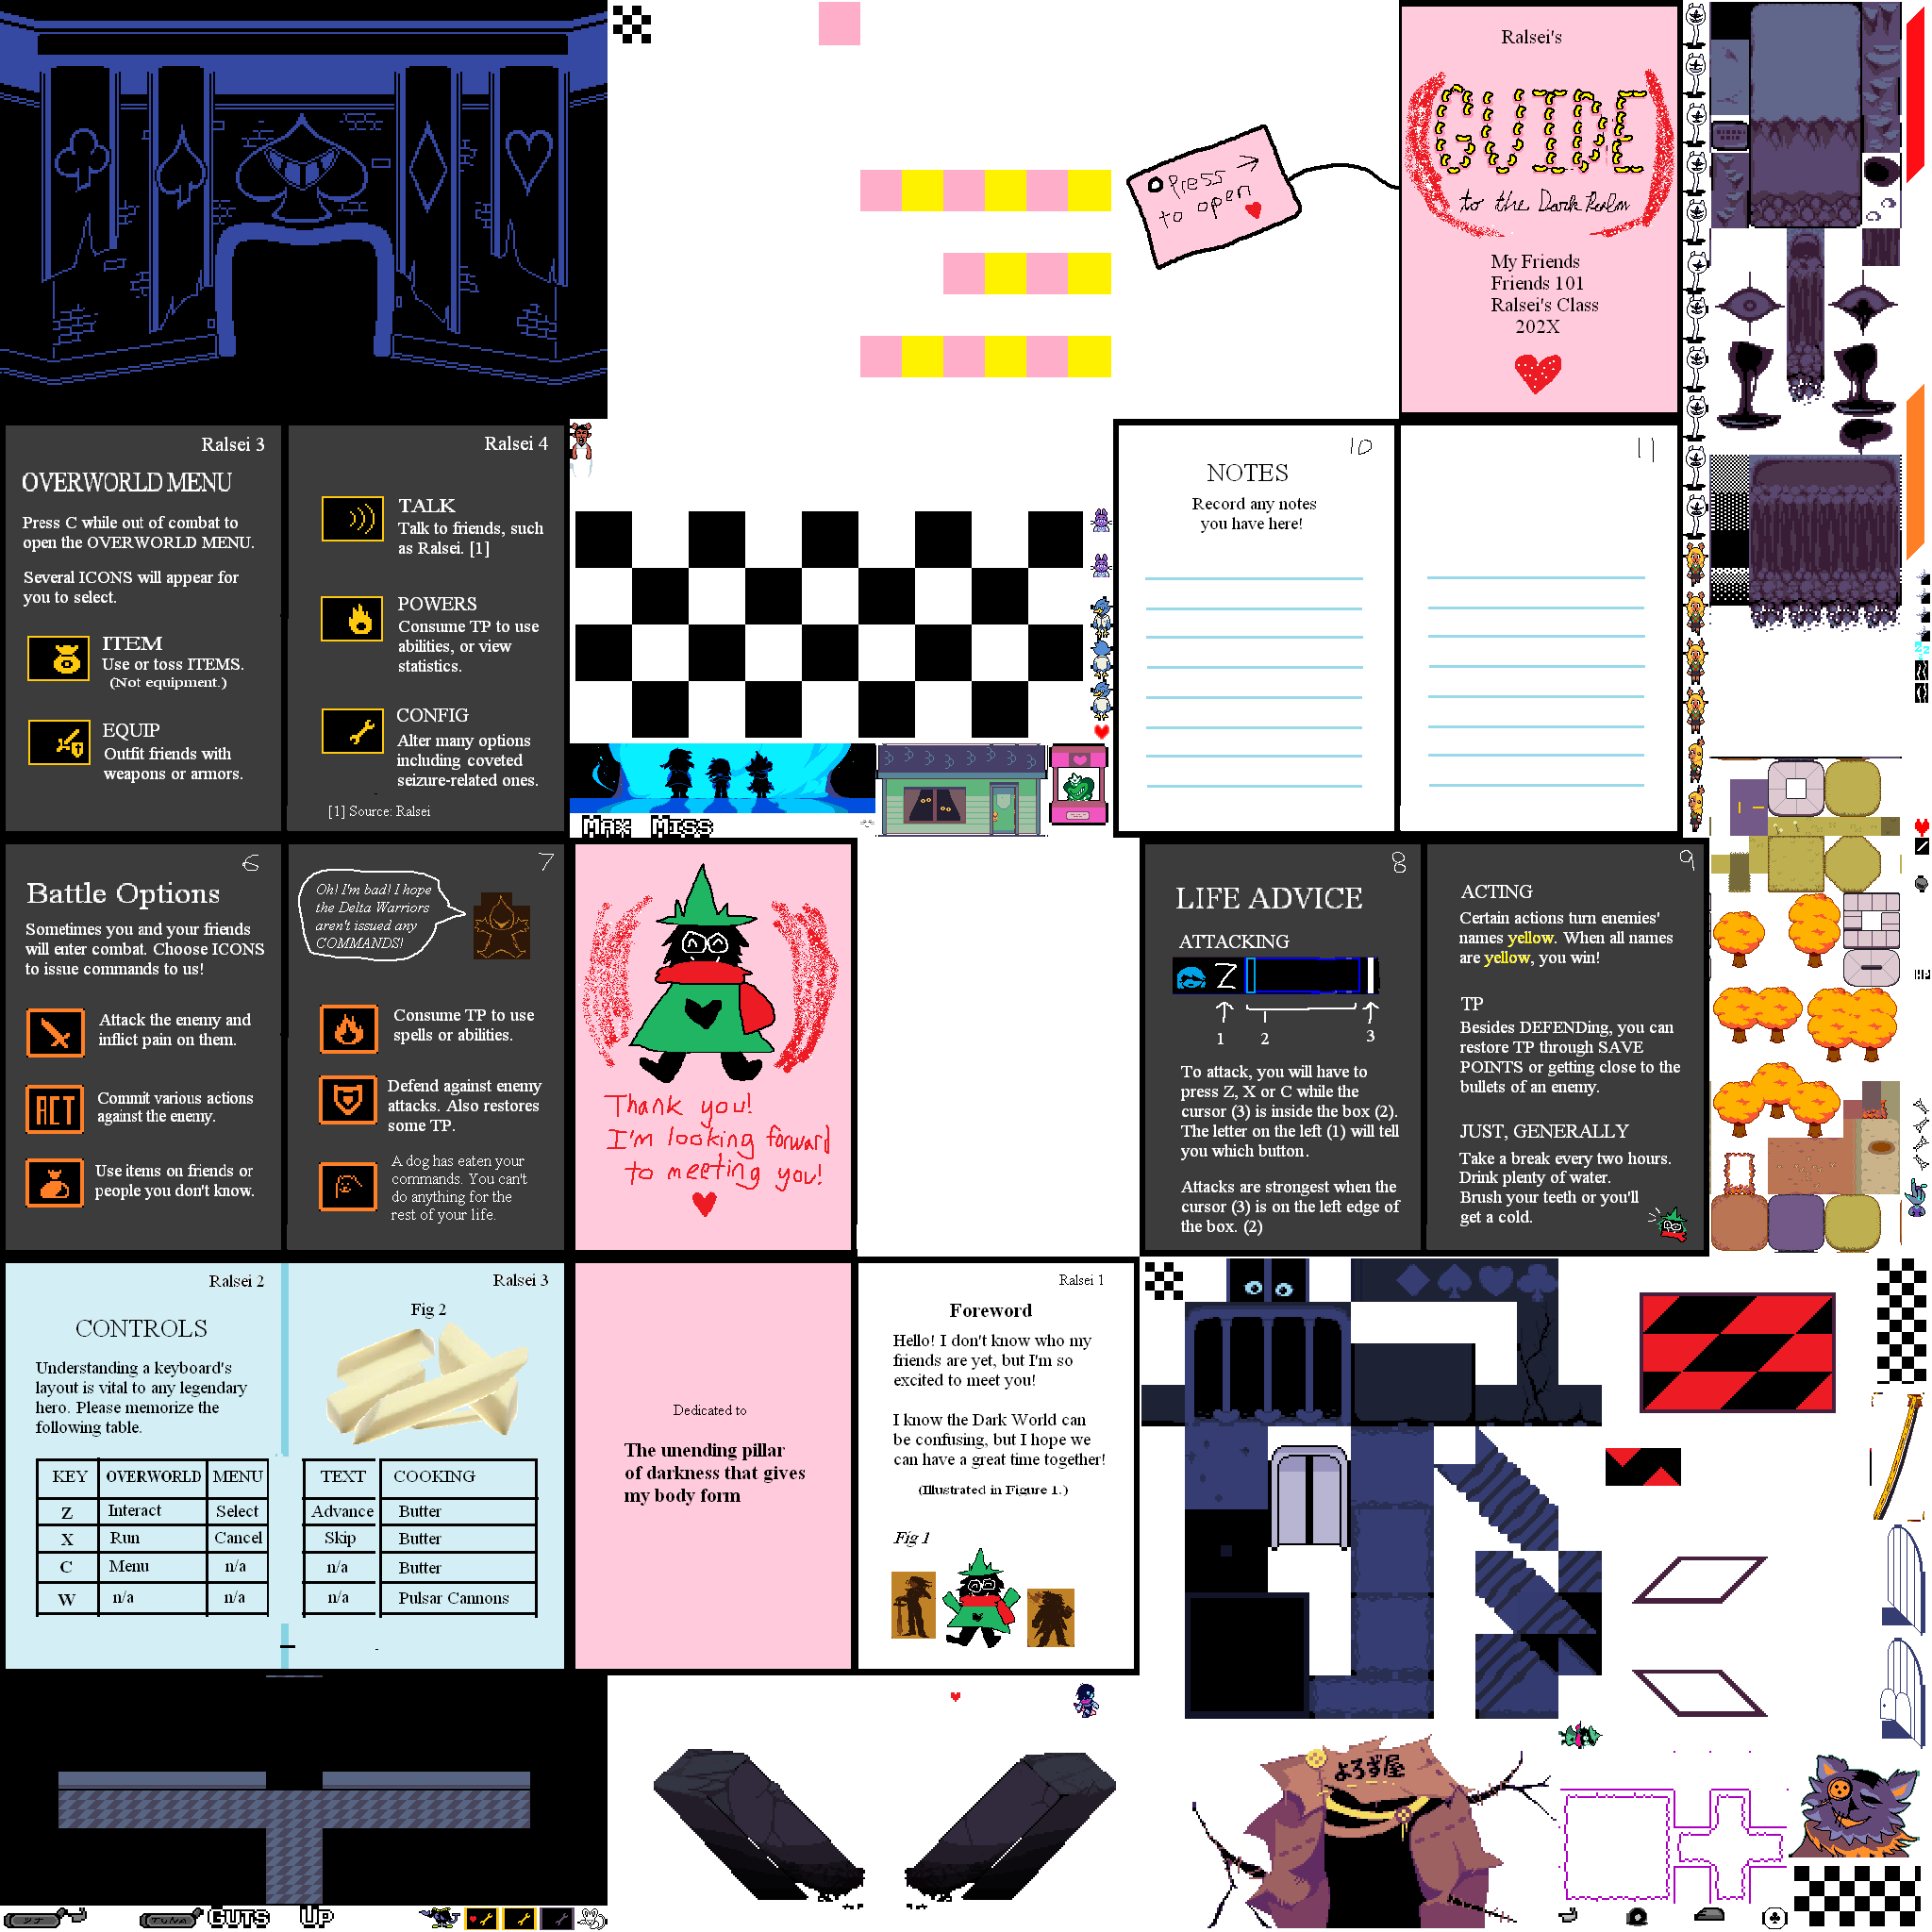 Ralsei's
GUIDE
to the Dark Realm
My Friends
Friends 101
Ralsei's Class
202X
Press →
to open
Ralsei 3
OVERWORLD MENU
Press C while out of combat to
open the OVERWORLD MENU.
Several ICONS will appear for
you to select.
ITEM
Use or toss ITEMS.
(Not equipment.)
EQUIP
Outfit friends with
weapons or armors.
Ralsei 4
TALK
Talk to friends, such
as Ralsei. [1]
POWERS
Consume TP to use
abilities, or view
statistics.
CONFIG
Alter many options
including coveted
seizure-related ones.
[1] Source: Ralsei
MAX MISS
10
NOTES
Record any notes
you have here!
11
6
Battle Options
Sometimes you and your friends
will enter combat. Choose ICONS
to issue commands to us!
Attack the enemy and
inflict pain on them.
ACT
Commit various actions
against the enemy.
Use items on friends or
people you don't know.
7
Oh! I'm bad! I hope
the Delta Warriors
aren't issued any
COMMANDS!
Consume TP to use
spells or abilities.
Defend against enemy
attacks. Also restores
some TP.
A dog has eaten your
commands. You can't
do anything for the
rest of your life.
Thank you!
I'm looking forward
to meeting you!
8
LIFE ADVICE
ATTACKING
Z
1 2 3
To attack, you will have to
press Z, X or C while the
cursor (3) is inside the box (2).
The letter on the left (1) will tell
you which button.
Attacks are strongest when the
cursor (3) is on the left edge of
the box. (2)
9
ACTING
Certain actions turn enemies'
names yellow. When all names
are yellow, you win!
TP
Besides DEFENDing, you can
restore TP through SAVE
POINTS or getting close to the
bullets of an enemy.
JUST, GENERALLY
Take a break every two hours.
Drink plenty of water.
Brush your teeth or you'll
get a cold.
HP
Ralsei 2
CONTROLS
Understanding a keyboard's
layout is vital to any legendary
hero. Please memorize the
following table.
Ralsei 3
Fig 2
KEY OVERWORLD MENU TEXT COOKING
Z Interact Select Advance Butter
X Run Cancel Skip Butter
C Menu n/a n/a Butter
W n/a n/a n/a Pulsar Cannons
Dedicated to
The unending pillar
of darkness that gives
my body form
Ralsei 1
Foreword
Hello! I don't know who my
friends are yet, but I'm so
excited to meet you!
I know the Dark World can
be confusing, but I hope we
can have a great time together!
(Illustrated in Figure 1.)
Fig 1
よろず屋
TUNA
GUTS UP